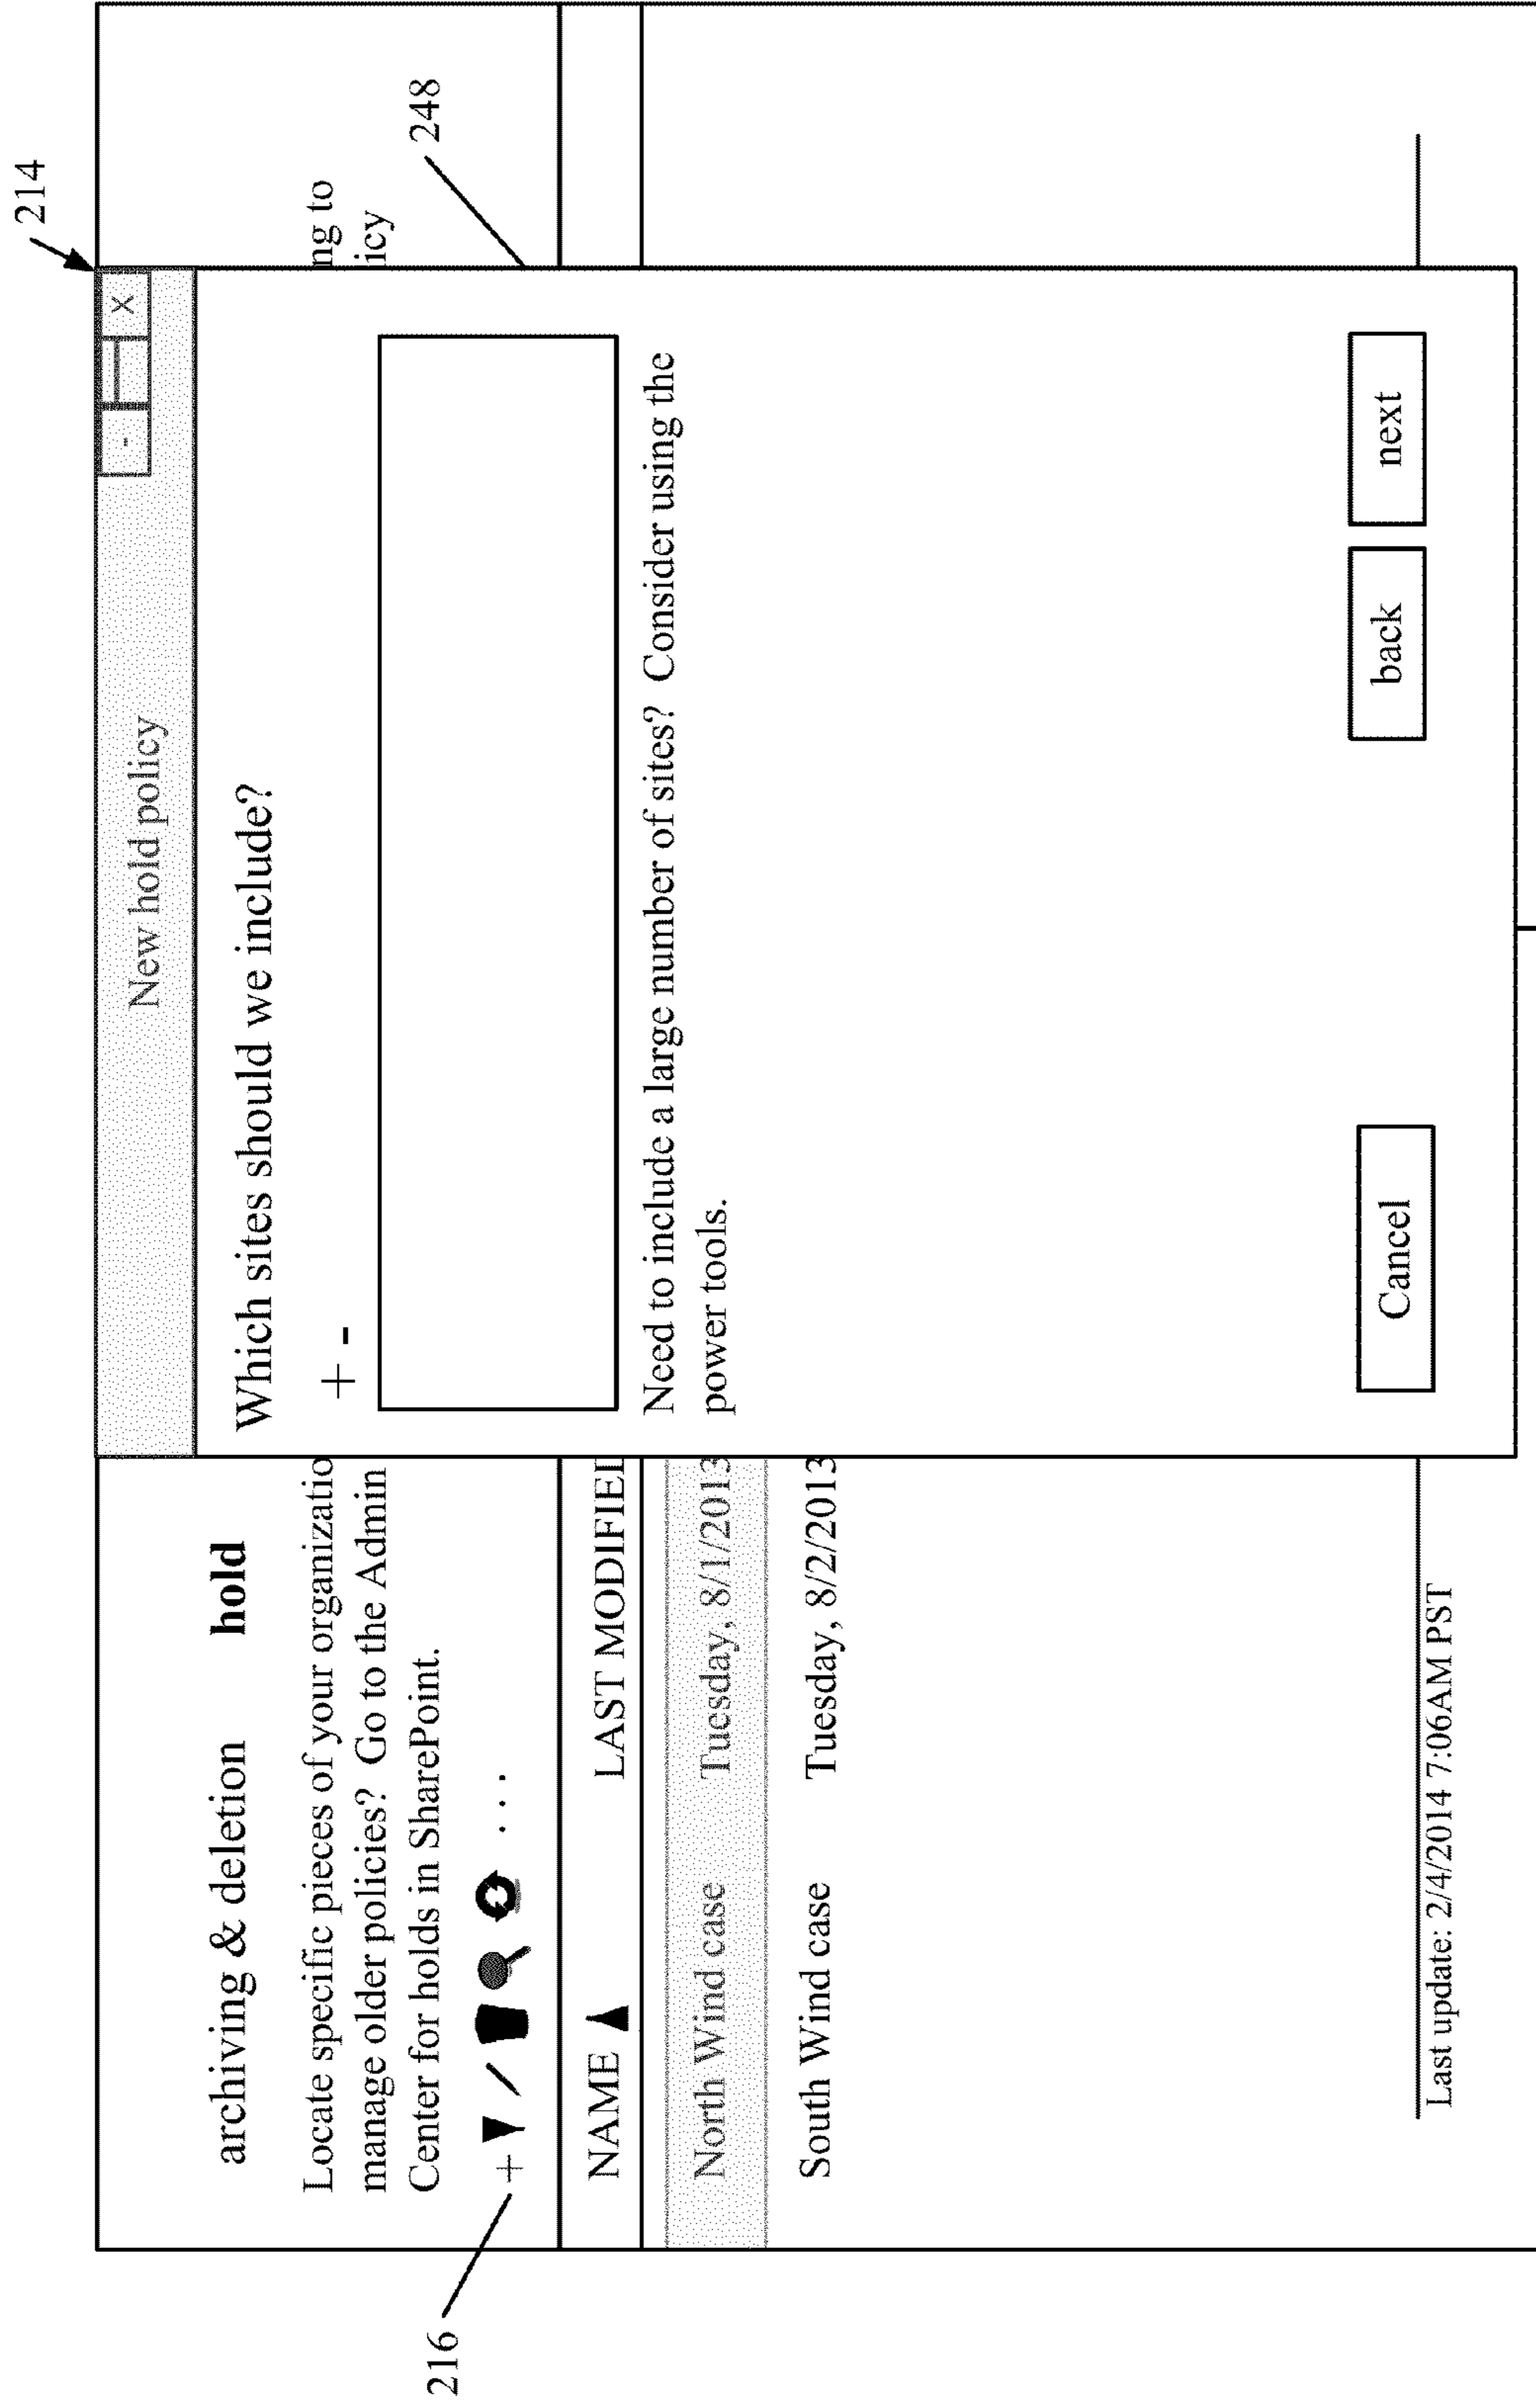 214
New hold policy
- X
archiving & deletion hold
Locate specific pieces of your organizatio
manage older policies? Go to the Admin
Center for holds in SharePoint.
ng to
icy
248
216
+ ...
NAME LAST MODIFIED
North Wind case Tuesday, 8/1/2013
South Wind case Tuesday, 8/2/2013
Last update: 2/4/2014 7:06AM PST
Which sites should we include?
+ -
Need to include a large number of sites? Consider using the
power tools.
Cancel back next